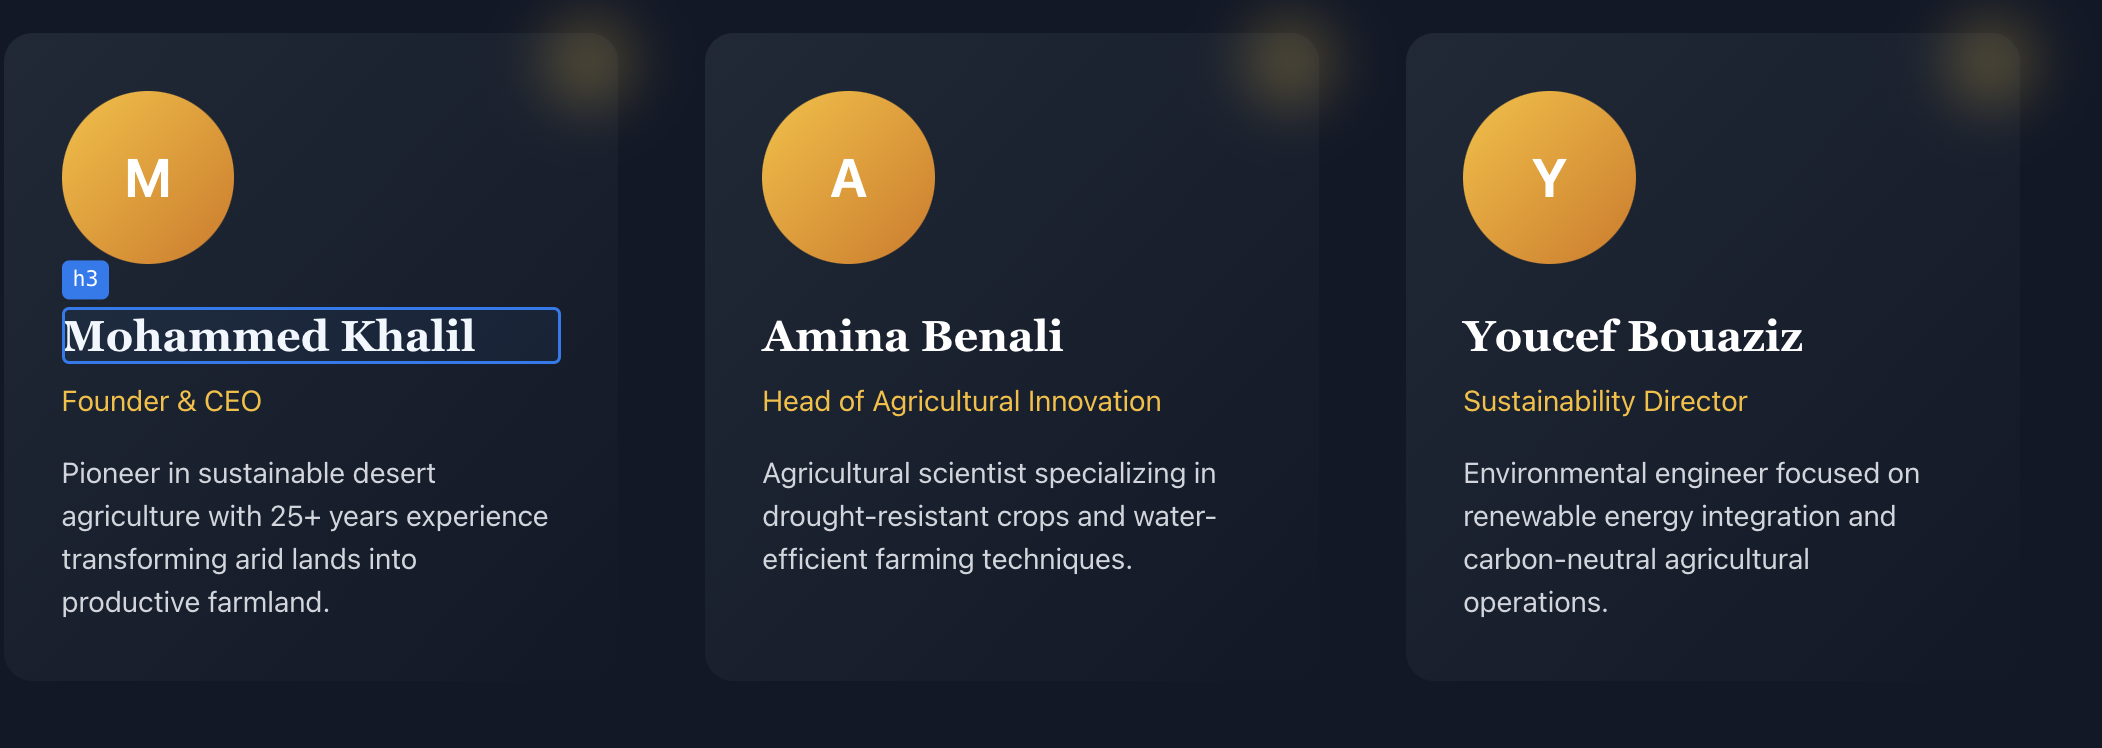 M
h3
Mohammed Khalil
Founder & CEO
Pioneer in sustainable desert
agriculture with 25+ years experience
transforming arid lands into
productive farmland.
A
Amina Benali
Head of Agricultural Innovation
Agricultural scientist specializing in
drought-resistant crops and water-
efficient farming techniques.
Y
Youcef Bouaziz
Sustainability Director
Environmental engineer focused on
renewable energy integration and
carbon-neutral agricultural
operations.